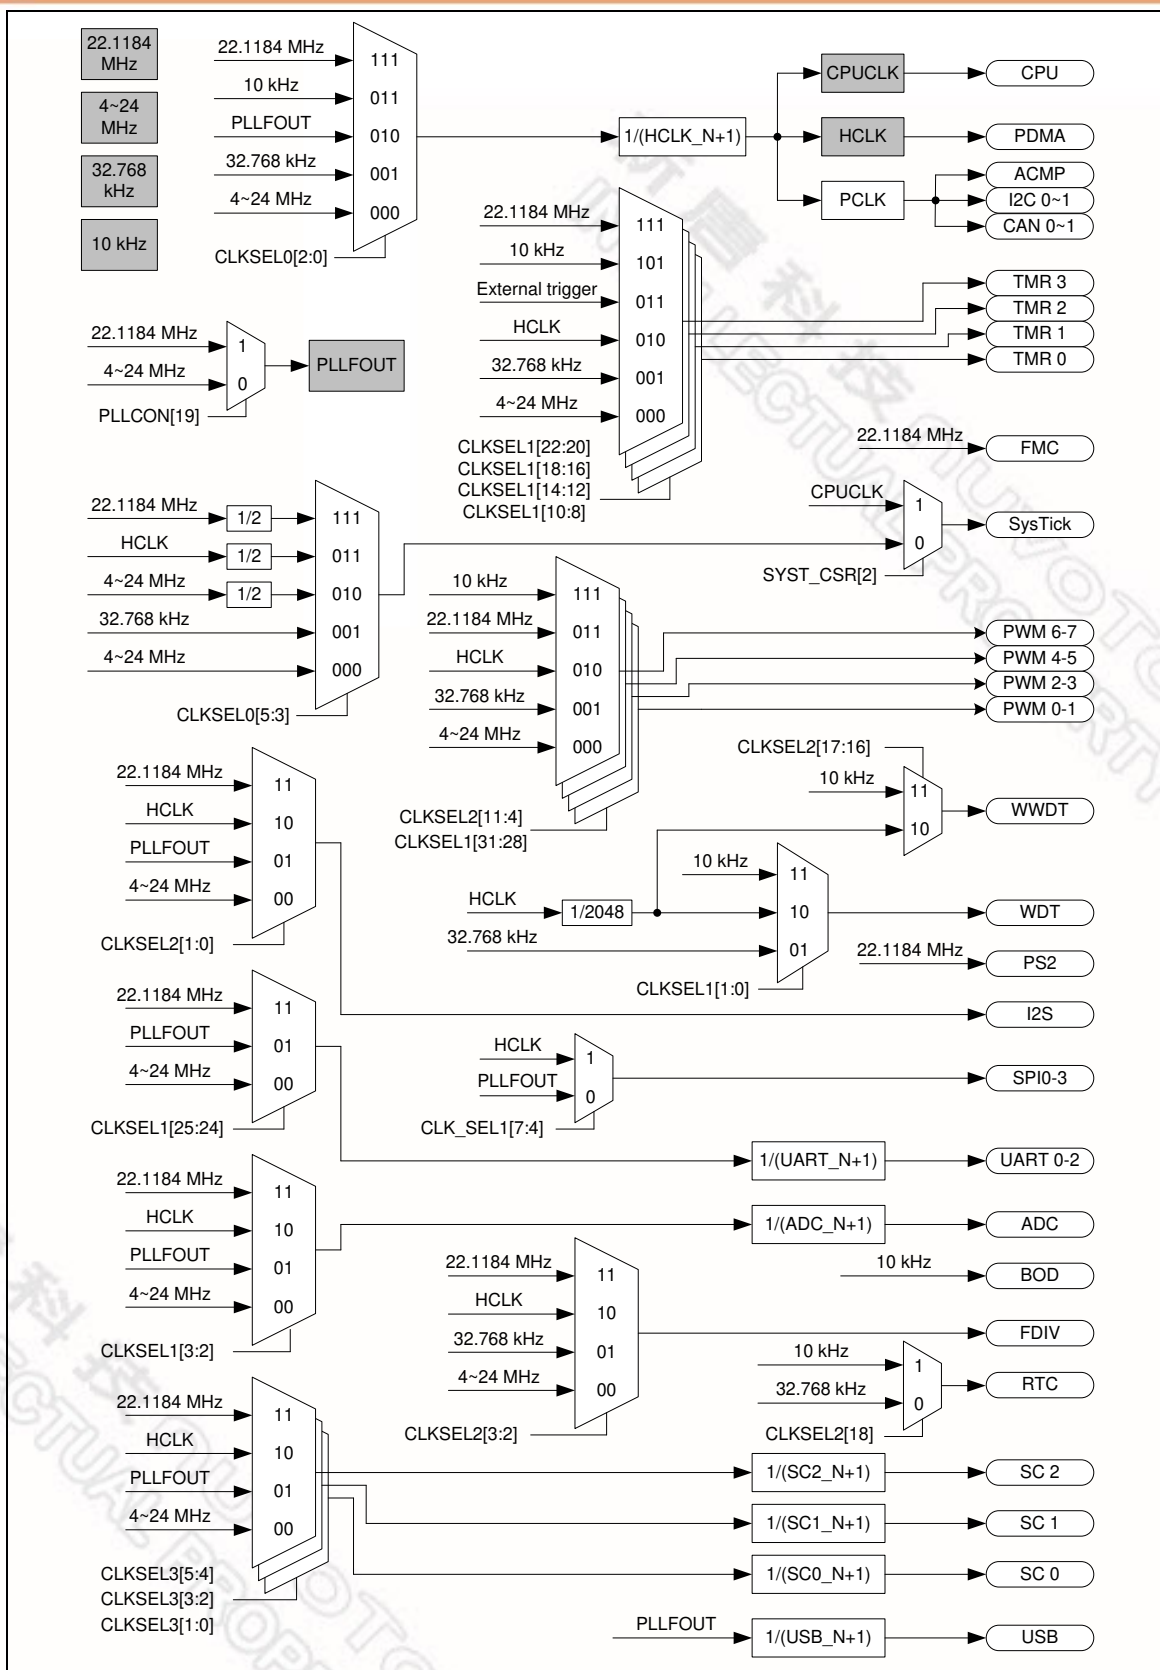 22.1184 MHz
4~24 MHz
32.768 kHz
10 kHz
22.1184 MHz
111
10 kHz
011
PLLFOUT
010
32.768 kHz
001
4~24 MHz
000
CLKSEL0[2:0]
1/(HCLK_N+1)
CPUCLK
CPU
HCLK
PDMA
PCLK
ACMP
I2C 0~1
CAN 0~1
22.1184 MHz
111
10 kHz
101
External trigger
011
HCLK
010
32.768 kHz
001
4~24 MHz
000
CLKSEL1[22:20]
CLKSEL1[18:16]
CLKSEL1[14:12]
CLKSEL1[10:8]
TMR 3
TMR 2
TMR 1
TMR 0
22.1184 MHz
1
4~24 MHz
0
PLLCON[19]
PLLFOUT
22.1184 MHz
FMC
22.1184 MHz
1/2
111
HCLK
1/2
011
4~24 MHz
1/2
010
32.768 kHz
001
4~24 MHz
000
CLKSEL0[5:3]
CPUCLK
1
0
SYST_CSR[2]
SysTick
10 kHz
111
22.1184 MHz
011
HCLK
010
32.768 kHz
001
4~24 MHz
000
CLKSEL2[11:4]
CLKSEL1[31:28]
PWM 6-7
PWM 4-5
PWM 2-3
PWM 0-1
CLKSEL2[17:16]
10 kHz
11
10
WWDT
22.1184 MHz
11
HCLK
10
PLLFOUT
01
4~24 MHz
00
CLKSEL2[1:0]
10 kHz
11
HCLK
1/2048
10
32.768 kHz
01
CLKSEL1[1:0]
WDT
22.1184 MHz
PS2
I2S
22.1184 MHz
11
PLLFOUT
01
4~24 MHz
00
CLKSEL1[25:24]
HCLK
1
PLLFOUT
0
CLK_SEL1[7:4]
SPI0-3
1/(UART_N+1)
UART 0-2
22.1184 MHz
11
HCLK
10
PLLFOUT
01
4~24 MHz
00
CLKSEL1[3:2]
1/(ADC_N+1)
ADC
10 kHz
BOD
22.1184 MHz
11
HCLK
10
32.768 kHz
01
4~24 MHz
00
CLKSEL2[3:2]
FDIV
10 kHz
1
32.768 kHz
0
CLKSEL2[18]
RTC
22.1184 MHz
11
HCLK
10
PLLFOUT
01
4~24 MHz
00
CLKSEL3[5:4]
CLKSEL3[3:2]
CLKSEL3[1:0]
1/(SC2_N+1)
SC 2
1/(SC1_N+1)
SC 1
1/(SC0_N+1)
SC 0
PLLFOUT
1/(USB_N+1)
USB